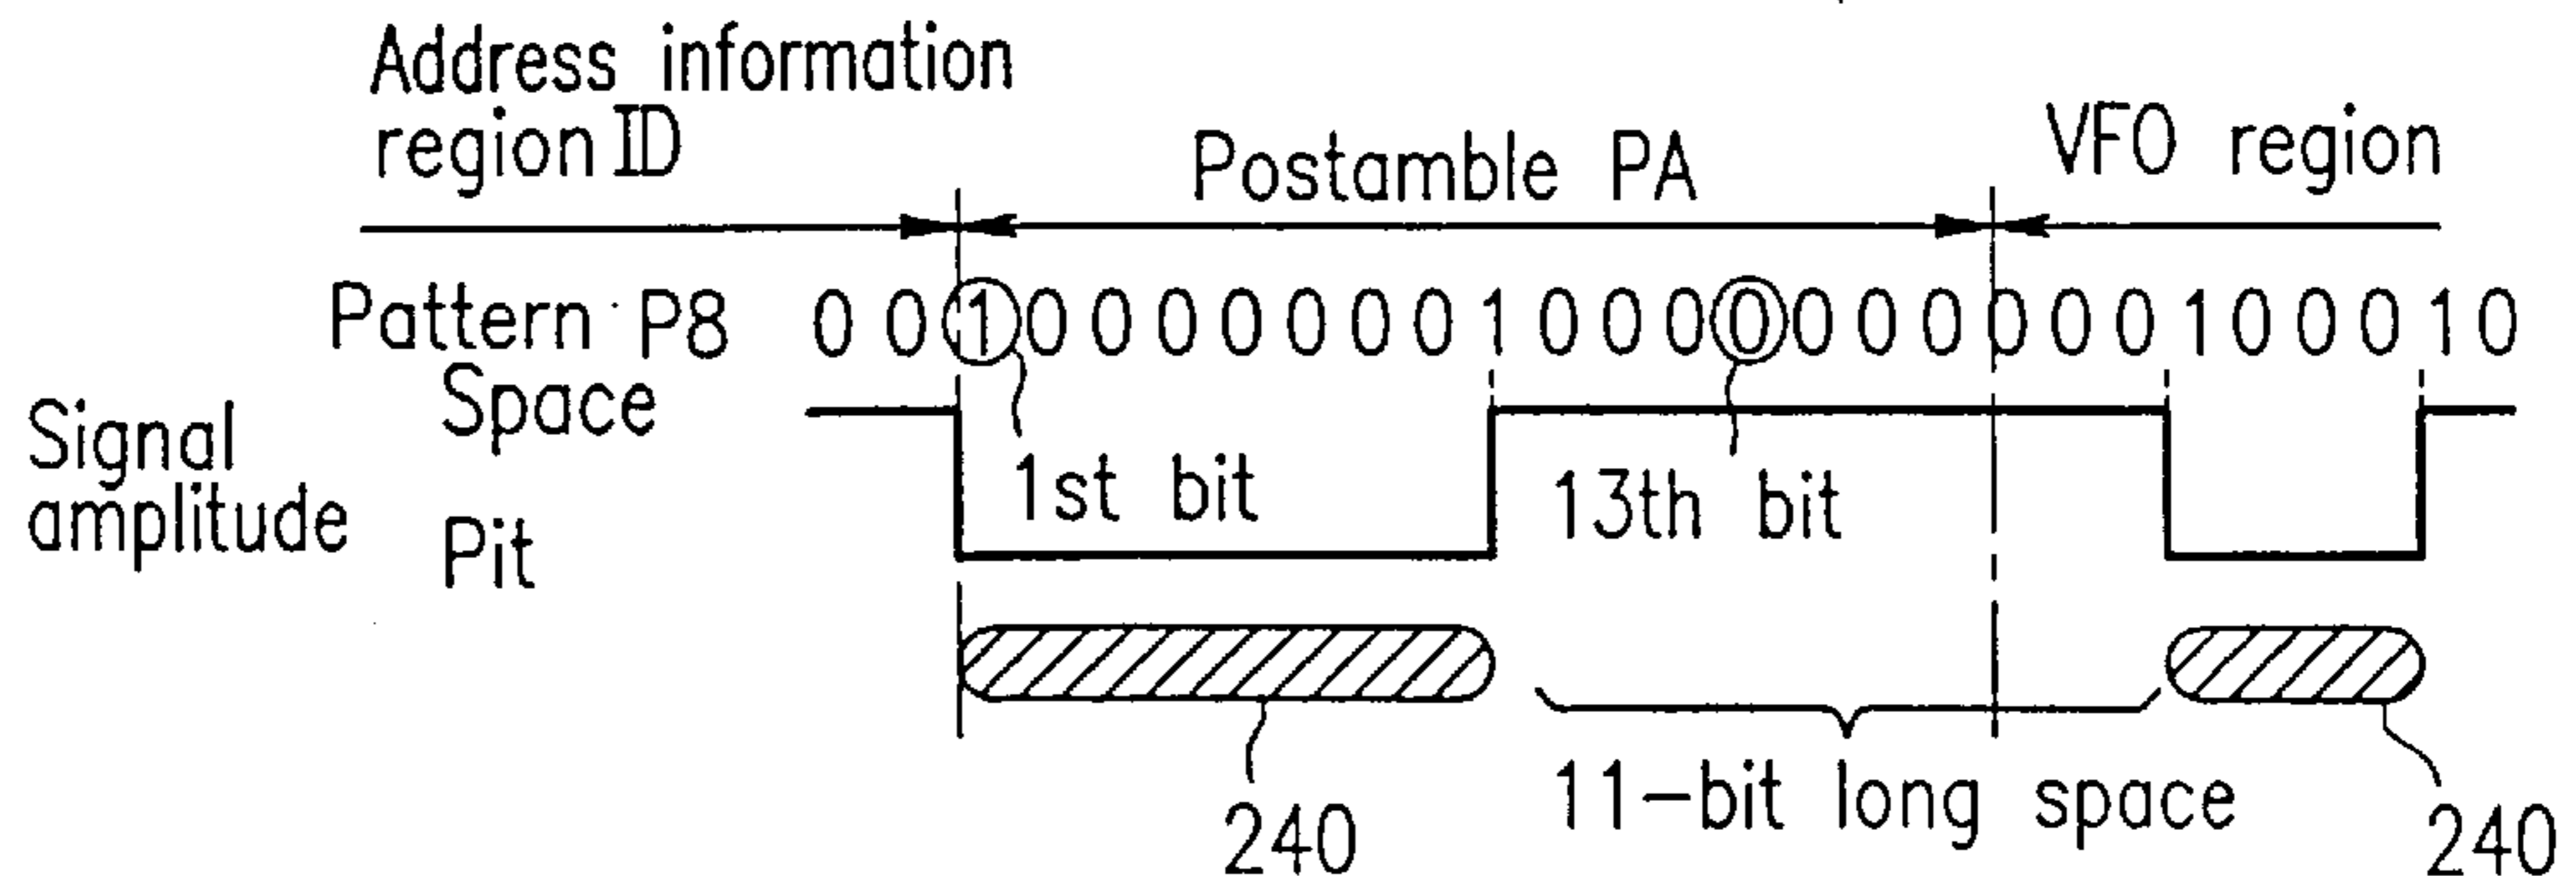 Address information
region ID
Postamble PA
VFO region
Pattern P8 0 0 1 0 0 0 0 0 0 0 1 0 0 0 0 0 0 0 0 0 0 1 0 0 0 1 0
Space
Signal
amplitude
Pit
1st bit
13th bit
11-bit long space
240
240